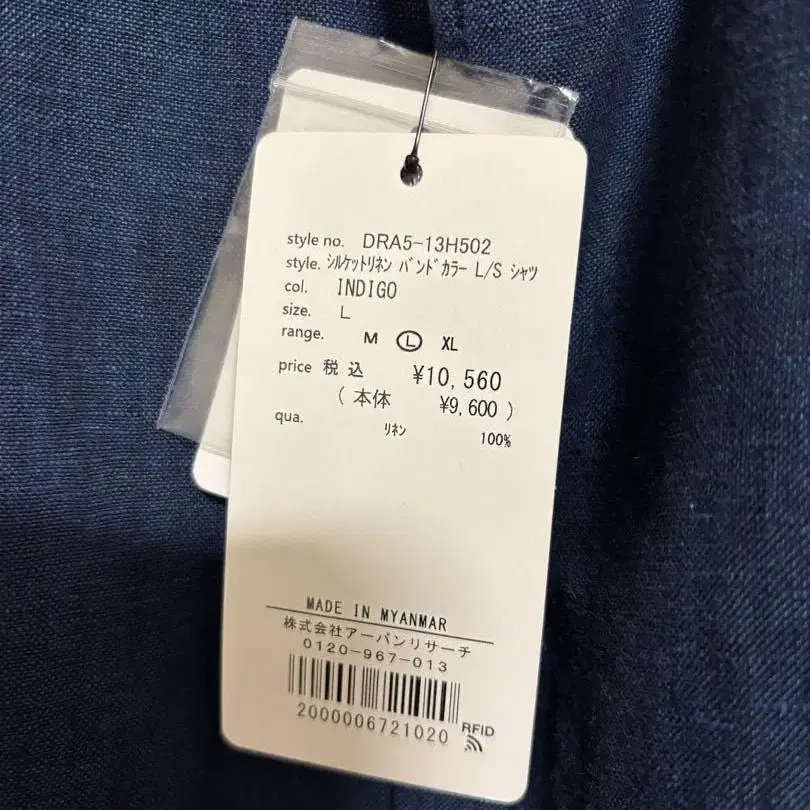 style no. DRA5-13H502
style. ｼﾙｹｯﾄﾘﾈﾝ ﾊﾞﾝﾄﾞｶﾗｰ L/S ｼｬﾂ
col. INDIGO
size. L
range. M L XL
price 税込 ¥10,560
(本体 ¥9,600)
qua. ﾘﾈﾝ 100%
MADE IN MYANMAR
株式会社アーバンリサーチ
0120-967-013
2000006721020
RFID